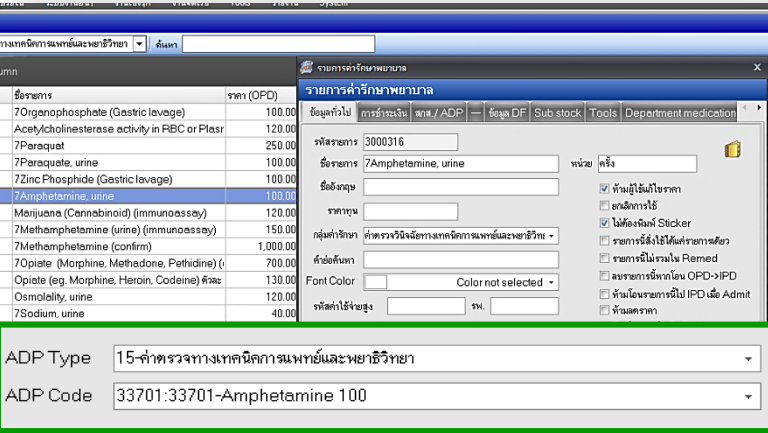 Tools
System
างเทคนิคการแพทย์และพยาธิวิทยา
ค้นหา
umn
รายการค่ารักษาพยาบาล
x
รายการค่ารักษาพยาบาล
ชื่อรายการ ราคา (OPD)
ข้อมูลทั่วไป การชำระเงิน สกส./ ADP ข้อมูล DF Sub stock Tools Department medication
7Organophosphate (Gastric lavage) 100.00
Acetylcholinesterase activity in RBC or Plasr 120.00
7Paraquat 250.00
7Paraquate, urine 100.00
7Zinc Phosphide (Gastric lavage) 100.00
7Amphetamine, urine 100.00
Marijuana (Cannabinoid) (immunoassay) 120.00
7Methamphetamine (urine) (immunoassay) 150.00
7Methamphetamine (confirm) 1,000.00
7Opiate (Morphine, Methadone, Pethidine) ( 700.00
Opiate (eg. Morphine, Heroin, Codeine) ตัวละ 130.00
Osmolality, urine 120.00
7Sodium, urine 40.00
รหัสรายการ 3000316
ชื่อรายการ 7Amphetamine, urine หน่วย ครั้ง
ชื่ออังกฤษ
ราคาทุน
กลุ่มค่ารักษา ค่าตรวจวินิจฉัยทางเทคนิคการแพทย์และพยาธิวิท
คำย่อค้นหา
Font Color Color not selected
รหัสค่าใช้จ่ายสูง รพ.
ห้ามผู้ใช้แก้ไขราคา
ยกเลิกการใช้
ไม่ต้องพิมพ์ Sticker
รายการนี้สั่งใช้ได้แค่รายการเดียว
รายการนี้ไม่รวมใน Remed
ลบรายการนี้หากโอน OPD->IPD
ห้ามโอนรายการนี้ไป IPD เมื่อ Admit
ห้ามลดราคา
ADP Type 15-ค่าตรวจทางเทคนิคการแพทย์และพยาธิวิทยา
ADP Code 33701:33701-Amphetamine 100